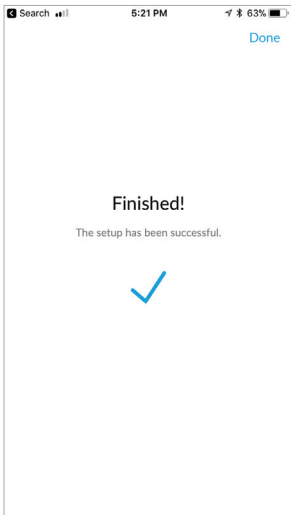 Search 5:21 PM 63%
Done
Finished!
The setup has been successful.